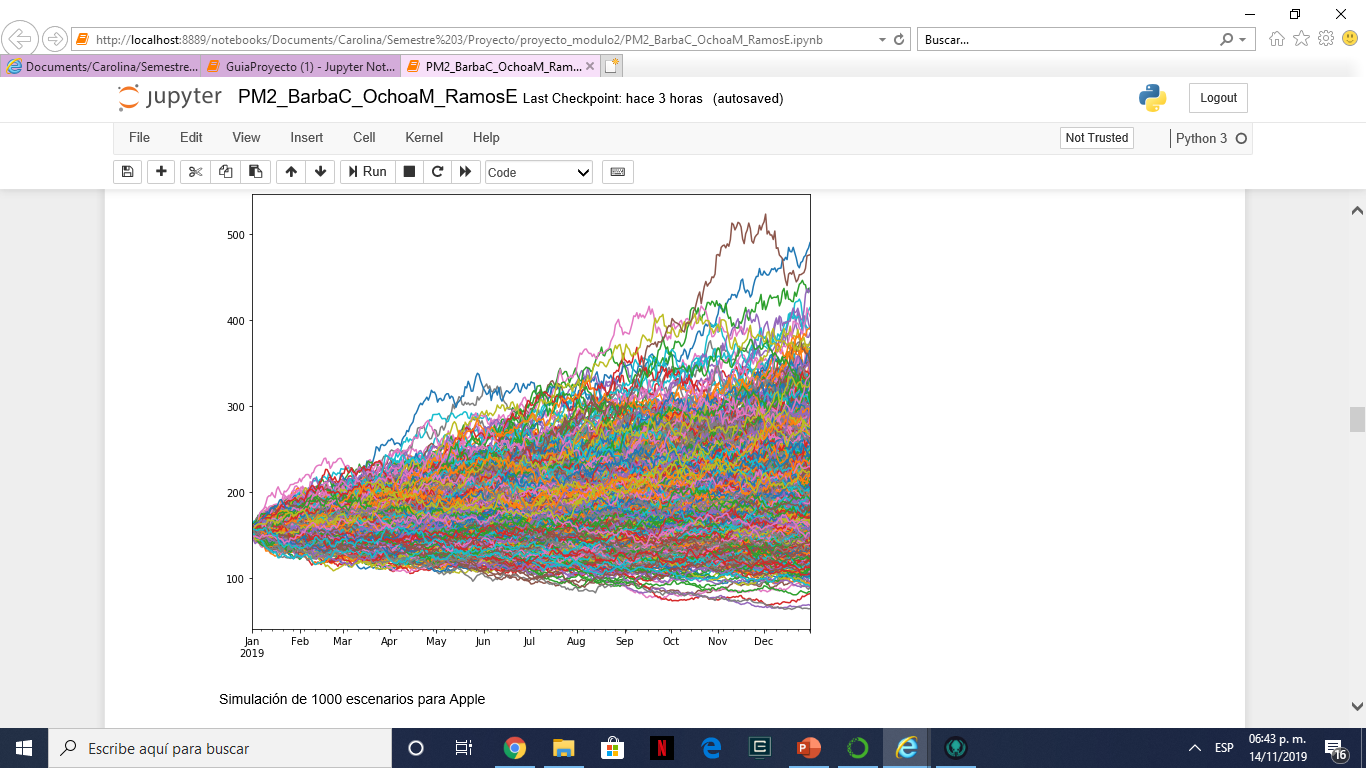 http://localhost:8889/notebooks/Documents/Carolina/Semestre%203/Proyecto/proyecto_modulo2/PM2_BarbaC_OchoaM_RamosE.ipynb
Buscar...
Documents/Carolina/Semestre...
GuiaProyecto (1) - Jupyter Not...
PM2_BarbaC_OchoaM_Ram...
jupyter PM2_BarbaC_OchoaM_RamosE Last Checkpoint: hace 3 horas (autosaved)
Logout
File Edit View Insert Cell Kernel Help
Not Trusted
Python 3
Run
Code
500
400
300
200
100
Jan Feb Mar Apr May Jun Jul Aug Sep Oct Nov Dec
2019
Simulación de 1000 escenarios para Apple
Escribe aquí para buscar
ESP
06:43 p. m.
14/11/2019
16